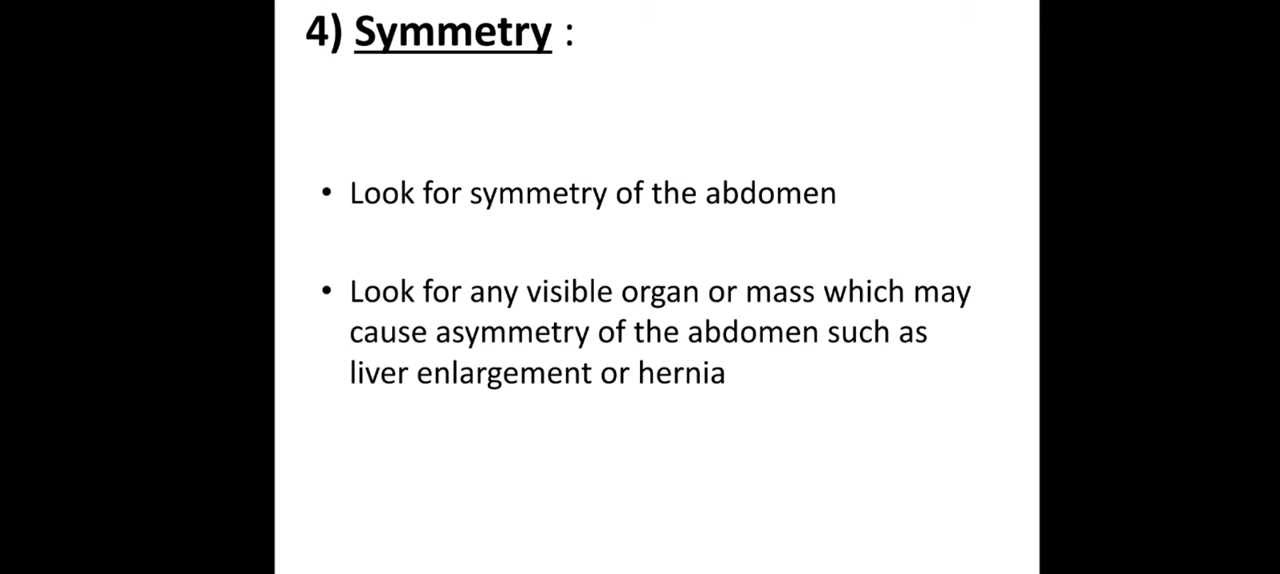 4) Symmetry :
• Look for symmetry of the abdomen
• Look for any visible organ or mass which may
cause asymmetry of the abdomen such as
liver enlargement or hernia